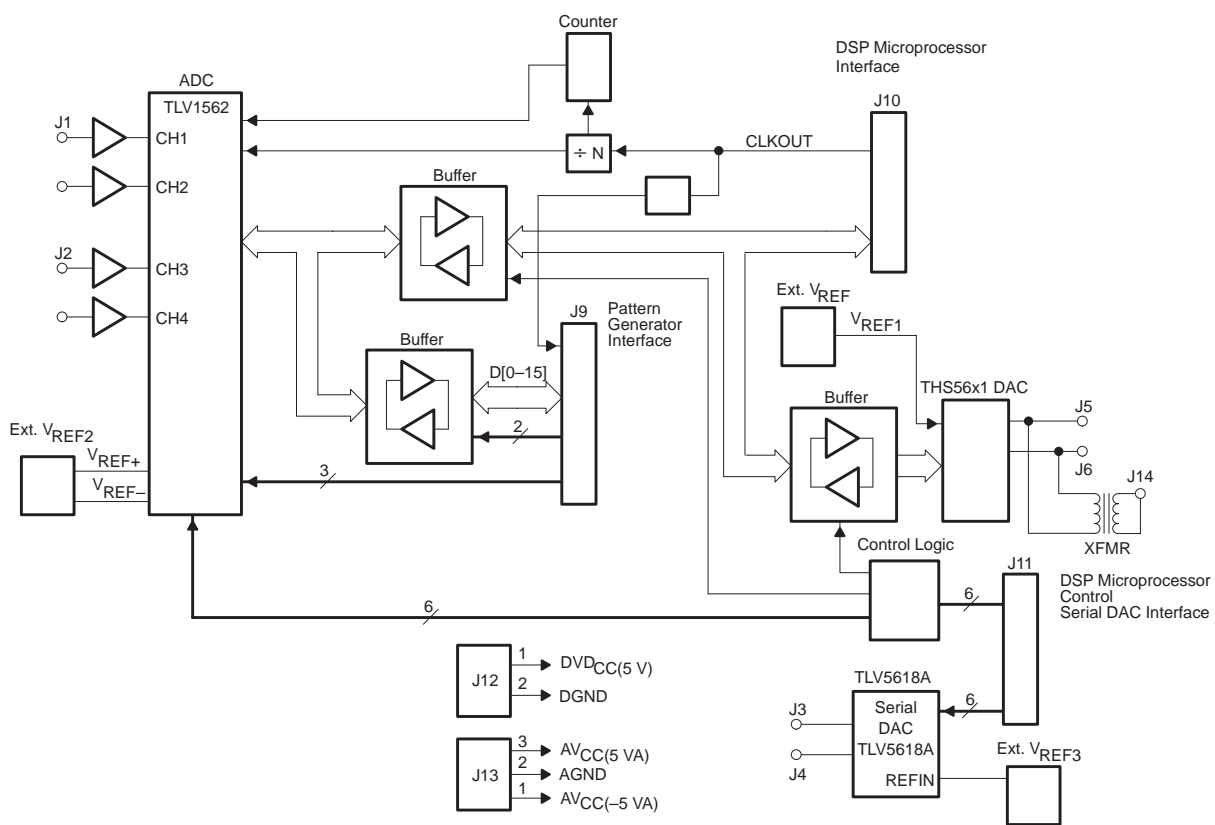 Counter
DSP Microprocessor
Interface
ADC
TLV1562
J10
J1
CH1
÷ N
CLKOUT
CH2
Buffer
J2
CH3
CH4
J9
Pattern
Generator
Interface
Ext. VREF
VREF1
Buffer
D[0–15]
THS56x1 DAC
Buffer
J5
Ext. VREF2
2
VREF+
J6
3
J14
VREF–
XFMR
Control Logic
J11
DSP Microprocessor
Control
Serial DAC Interface
6
6
J12
1
DVDCC(5 V)
2
DGND
TLV5618A
6
J3
Serial
DAC
TLV5618A
J4
REFIN
Ext. VREF3
J13
3
AVCC(5 VA)
2
AGND
1
AVCC(–5 VA)